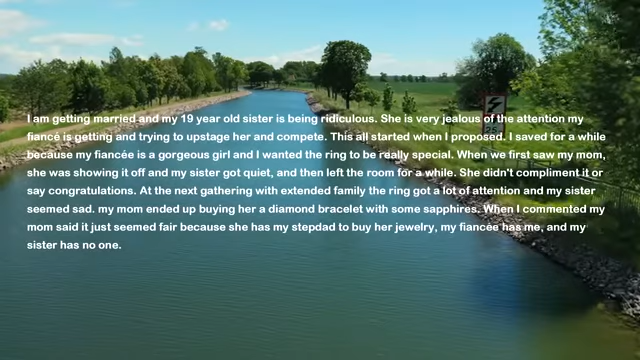 I am getting married and my 19 year old sister is being ridiculous. She is very jealous of the attention my
fiancé is getting and trying to upstage her and compete. This all started when I proposed. I saved for a while
because my fiancée is a gorgeous girl and I wanted the ring to be really special. When we first saw my mom,
she was showing it off and my sister got quiet, and then left the room for a while. She didn't compliment it or
say congratulations. At the next gathering with extended family the ring got a lot of attention and my sister
seemed sad. my mom ended up buying her a diamond bracelet with some sapphires. When I commented my
mom said it just seemed fair because she has my stepdad to buy her jewelry, my fiancée has me, and my
sister has no one.